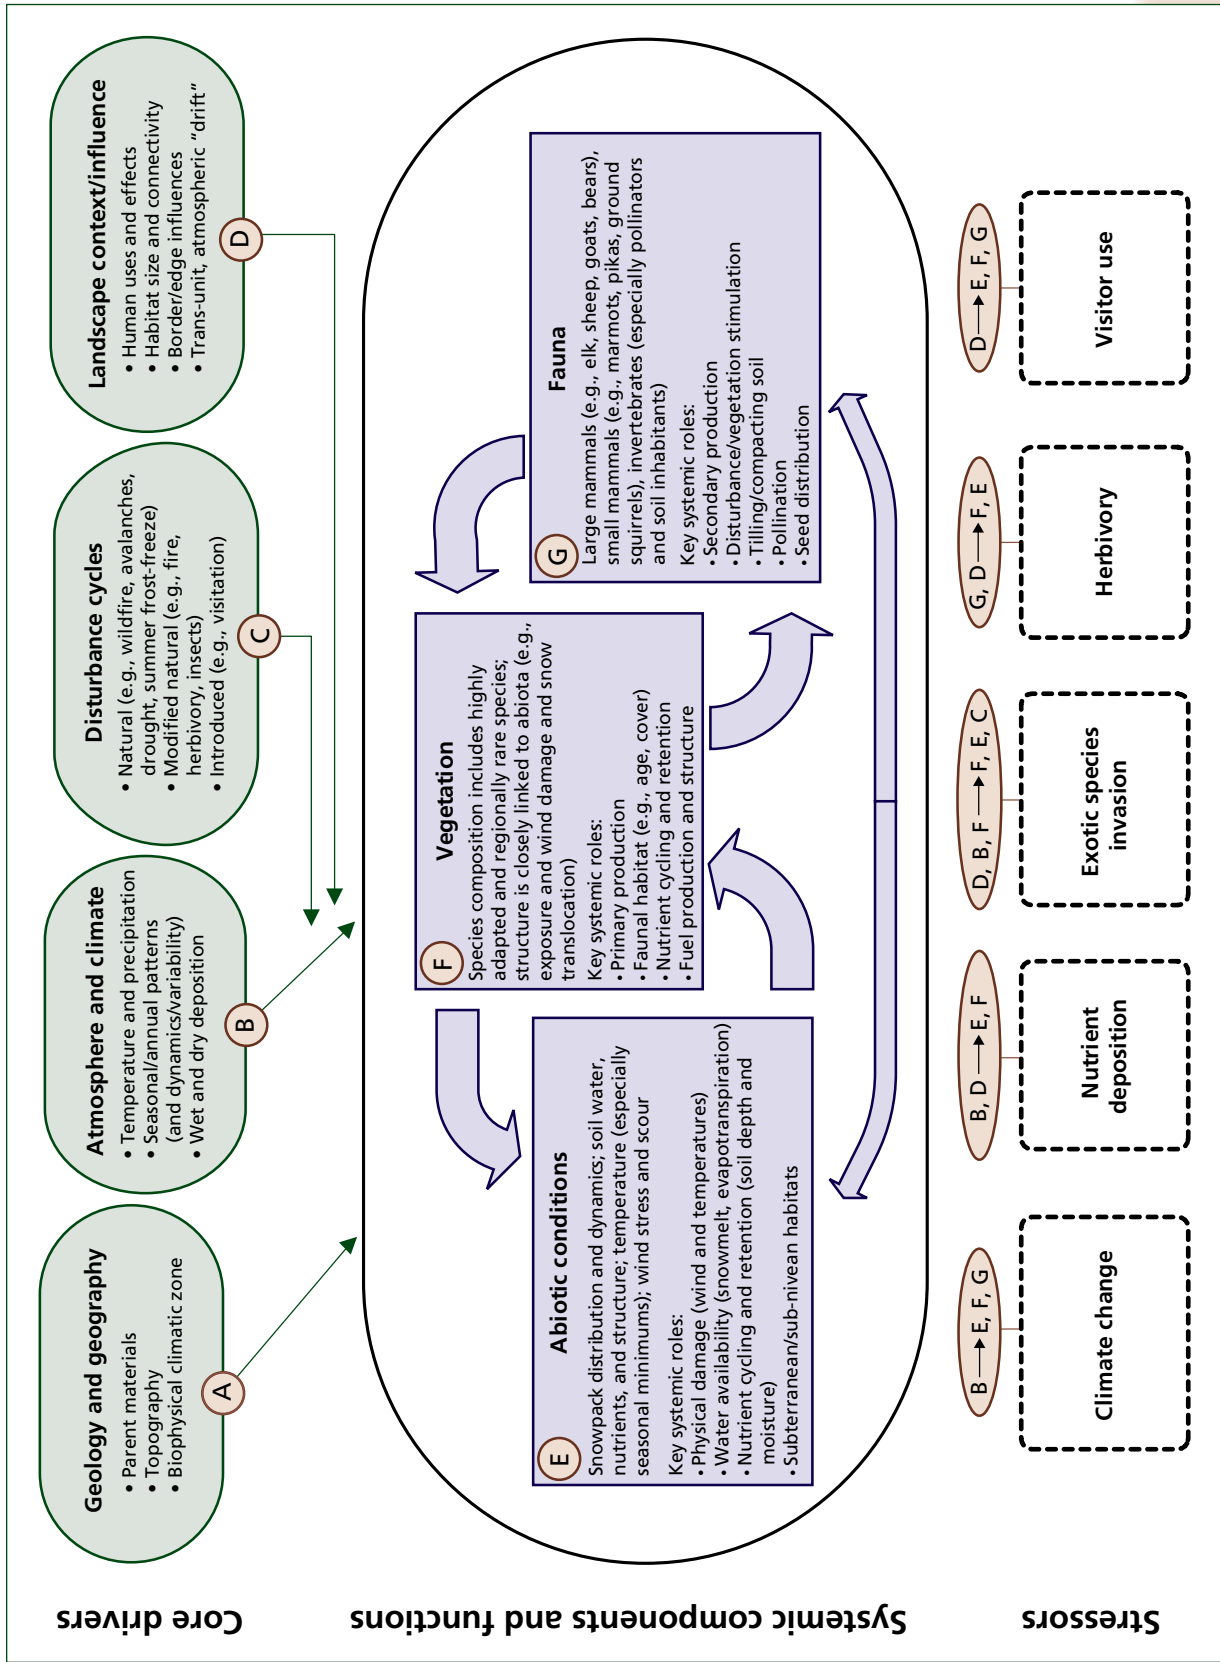 Core drivers
Geology and geography
• Parent materials
• Topography
• Biophysical climatic zone
A
Atmosphere and climate
• Temperature and precipitation
• Seasonal/annual patterns
(and dynamics/variability)
• Wet and dry deposition
B
Disturbance cycles
• Natural (e.g., wildfire, avalanches,
drought, summer frost-freeze)
• Modified natural (e.g., fire,
herbivory, insects)
• Introduced (e.g., visitation)
C
Landscape context/influence
• Human uses and effects
• Habitat size and connectivity
• Border/edge influences
• Trans-unit, atmospheric “drift”
D
Systemic components and functions
E
Abiotic conditions
Snowpack distribution and dynamics; soil water,
nutrients, and structure; temperature (especially
seasonal minimums); wind stress and scour
Key systemic roles:
• Physical damage (wind and temperatures)
• Water availability (snowmelt, evapotranspiration)
• Nutrient cycling and retention (soil depth and
moisture)
• Subterranean/sub-nivean habitats
F
Vegetation
Species composition includes highly
adapted and regionally rare species;
structure is closely linked to abiota (e.g.,
exposure and wind damage and snow
translocation)
Key systemic roles:
• Primary production
• Faunal habitat (e.g., age, cover)
• Nutrient cycling and retention
• Fuel production and structure
G
Fauna
Large mammals (e.g., elk, sheep, goats, bears),
small mammals (e.g., marmots, pikas, ground
squirrels), invertebrates (especially pollinators
and soil inhabitants)
Key systemic roles:
• Secondary production
• Disturbance/vegetation stimulation
• Tilling/compacting soil
• Pollination
• Seed distribution
Stressors
B → E, F, G
Climate change
B, D → E, F
Nutrient
deposition
D, B, F → F, E, C
Exotic species
invasion
G, D → F, E
Herbivory
D → E, F, G
Visitor use